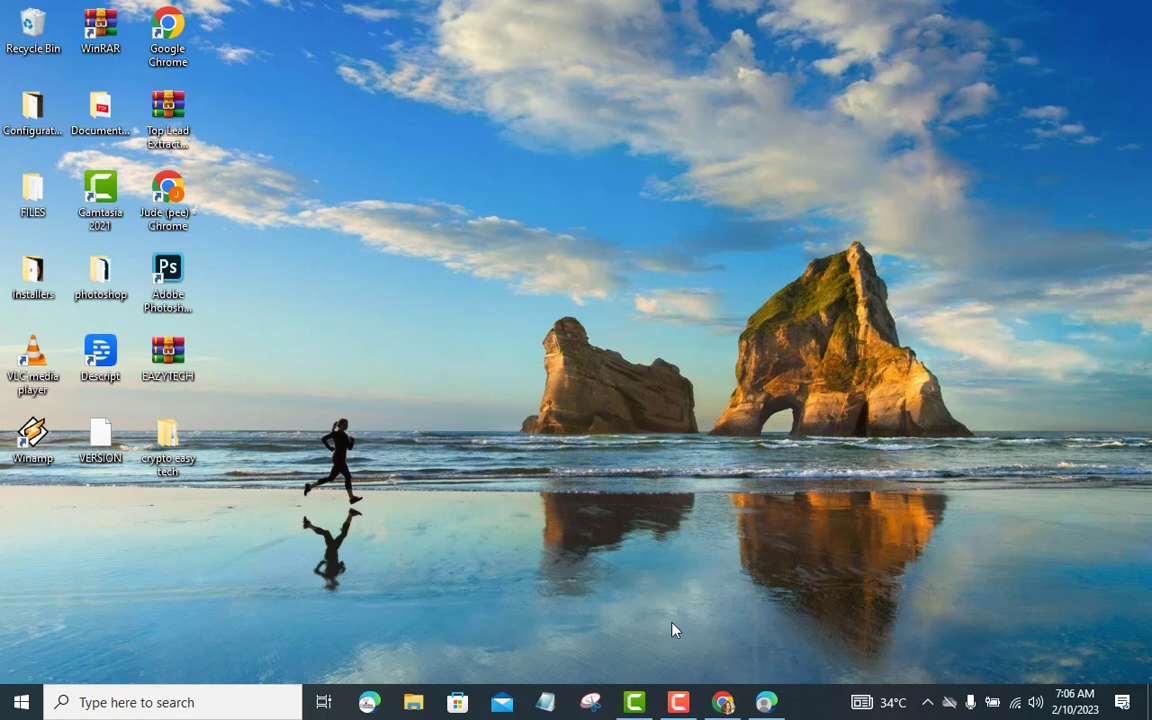 Recycle Bin
WinRAR
Google
Chrome
Configurat...
Document...
Top Lead
Extract...
FILES
Camtasia
2021
Jude (pee) -
Chrome
installers
photoshop
Adobe
Photosh...
VLC media
player
Descript
EAZYTECH
Winamp
VERSION
crypto easy
tech
Type here to search
34°C
7:06 AM
2/10/2023